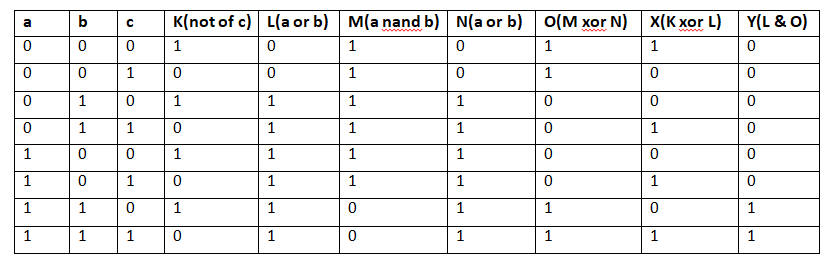 a b c K(not of c) L(a or b) M(a nand b) N(a or b) O(M xor N) X(K xor L) Y(L & O)
0 0 0 1 0 1 0 1 1 0
0 0 1 0 0 1 0 1 0 0
0 1 0 1 1 1 1 0 0 0
0 1 1 0 1 1 1 0 1 0
1 0 0 1 1 1 1 0 0 0
1 0 1 0 1 1 1 0 1 0
1 1 0 1 1 0 1 1 0 1
1 1 1 0 1 0 1 1 1 1